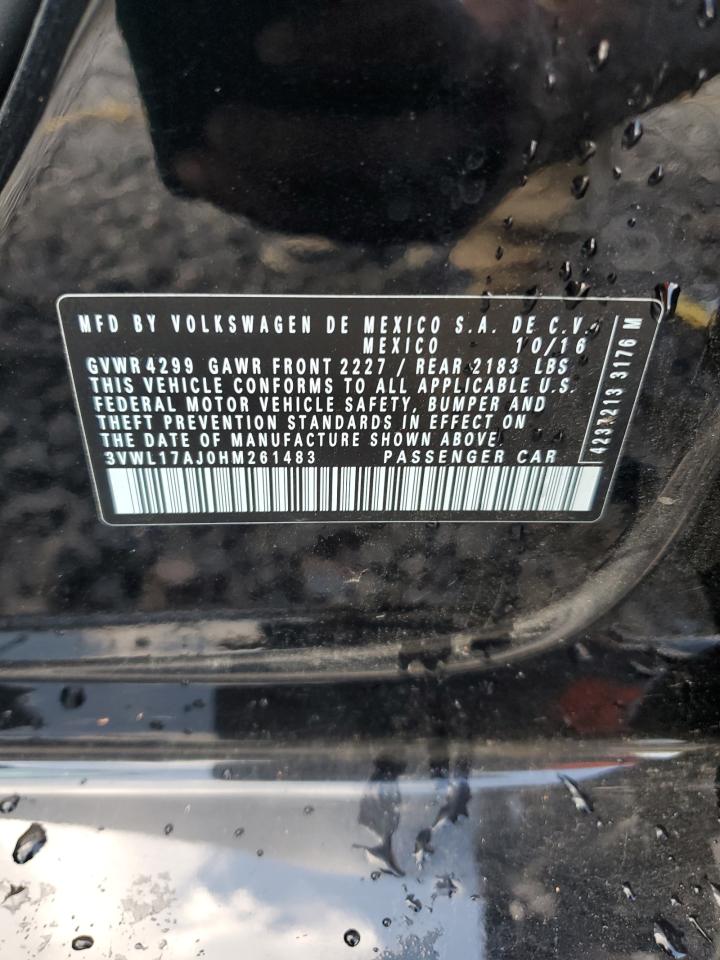 MFD BY VOLKSWAGEN DE MEXICO S.A. DE C.V.
MEXICO 10/16
GVWR 4299 GAWR FRONT 2227 / REAR 2183 LBS
THIS VEHICLE CONFORMS TO ALL APPLICABLE U.S.
FEDERAL MOTOR VEHICLE SAFETY, BUMPER AND
THEFT PREVENTION STANDARDS IN EFFECT ON
THE DATE OF MANUFACTURE SHOWN ABOVE.
3VWL17AJ0HM261483 PASSENGER CAR
4237213 3176 M